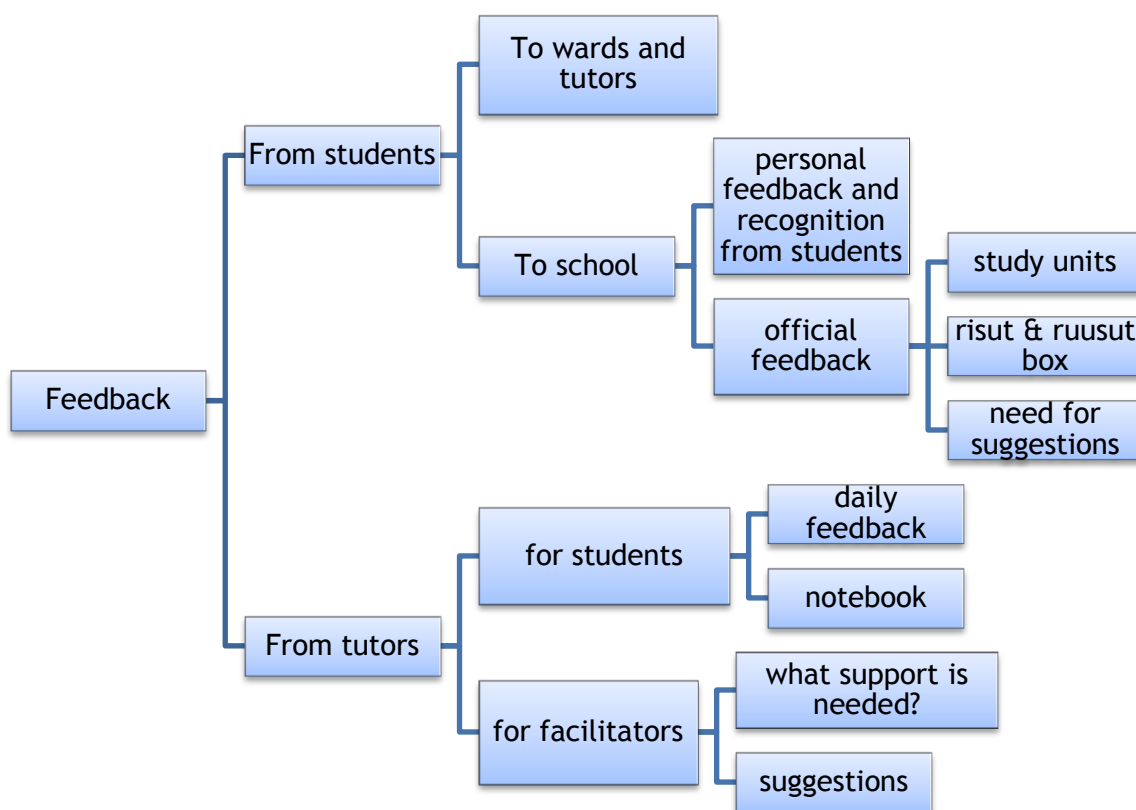 Feedback
From students
To wards and
tutors
To school
personal
feedback and
recognition
from students
official
feedback
study units
risut & ruusut
box
need for
suggestions
From tutors
for students
daily
feedback
notebook
for facilitators
what support is
needed?
suggestions